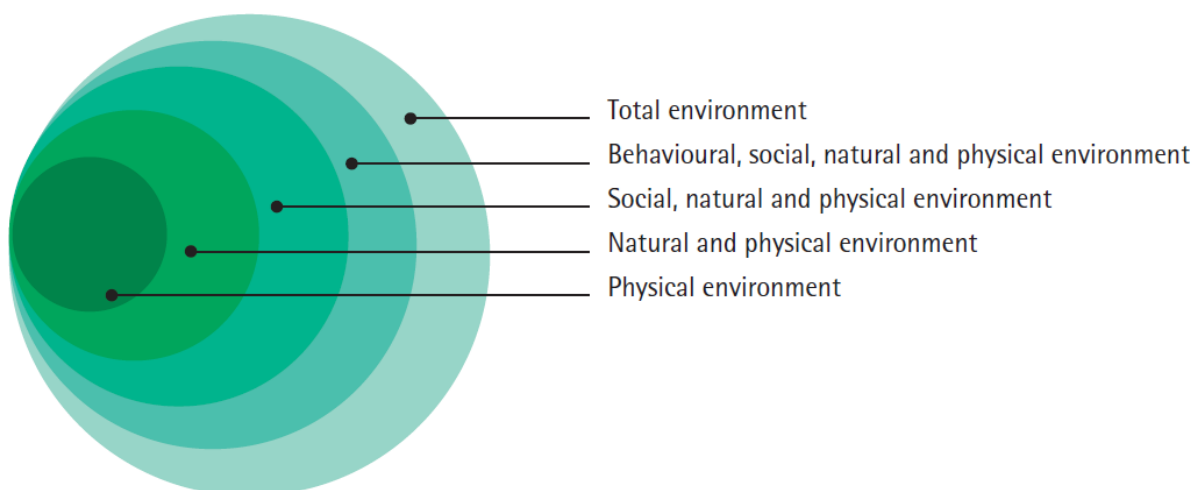 Total environment
Behavioural, social, natural and physical environment
Social, natural and physical environment
Natural and physical environment
Physical environment